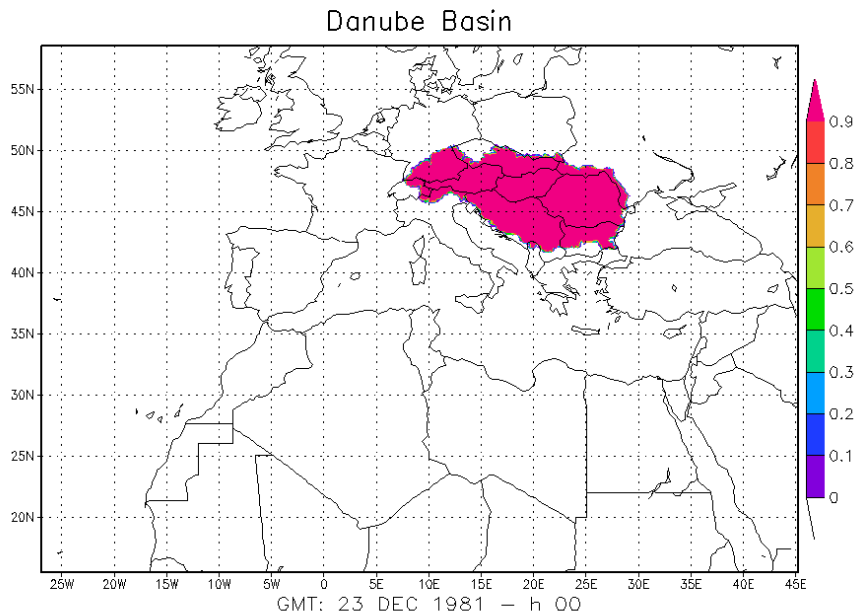 Danube Basin
55N
50N
45N
40N
35N
30N
25N
20N
25W 20W 15W 10W 5W 0 5E 10E 15E 20E 25E 30E 35E 40E 45E
GMT: 23 DEC 1981 – h 00
0.9
0.8
0.7
0.6
0.5
0.4
0.3
0.2
0.1
0